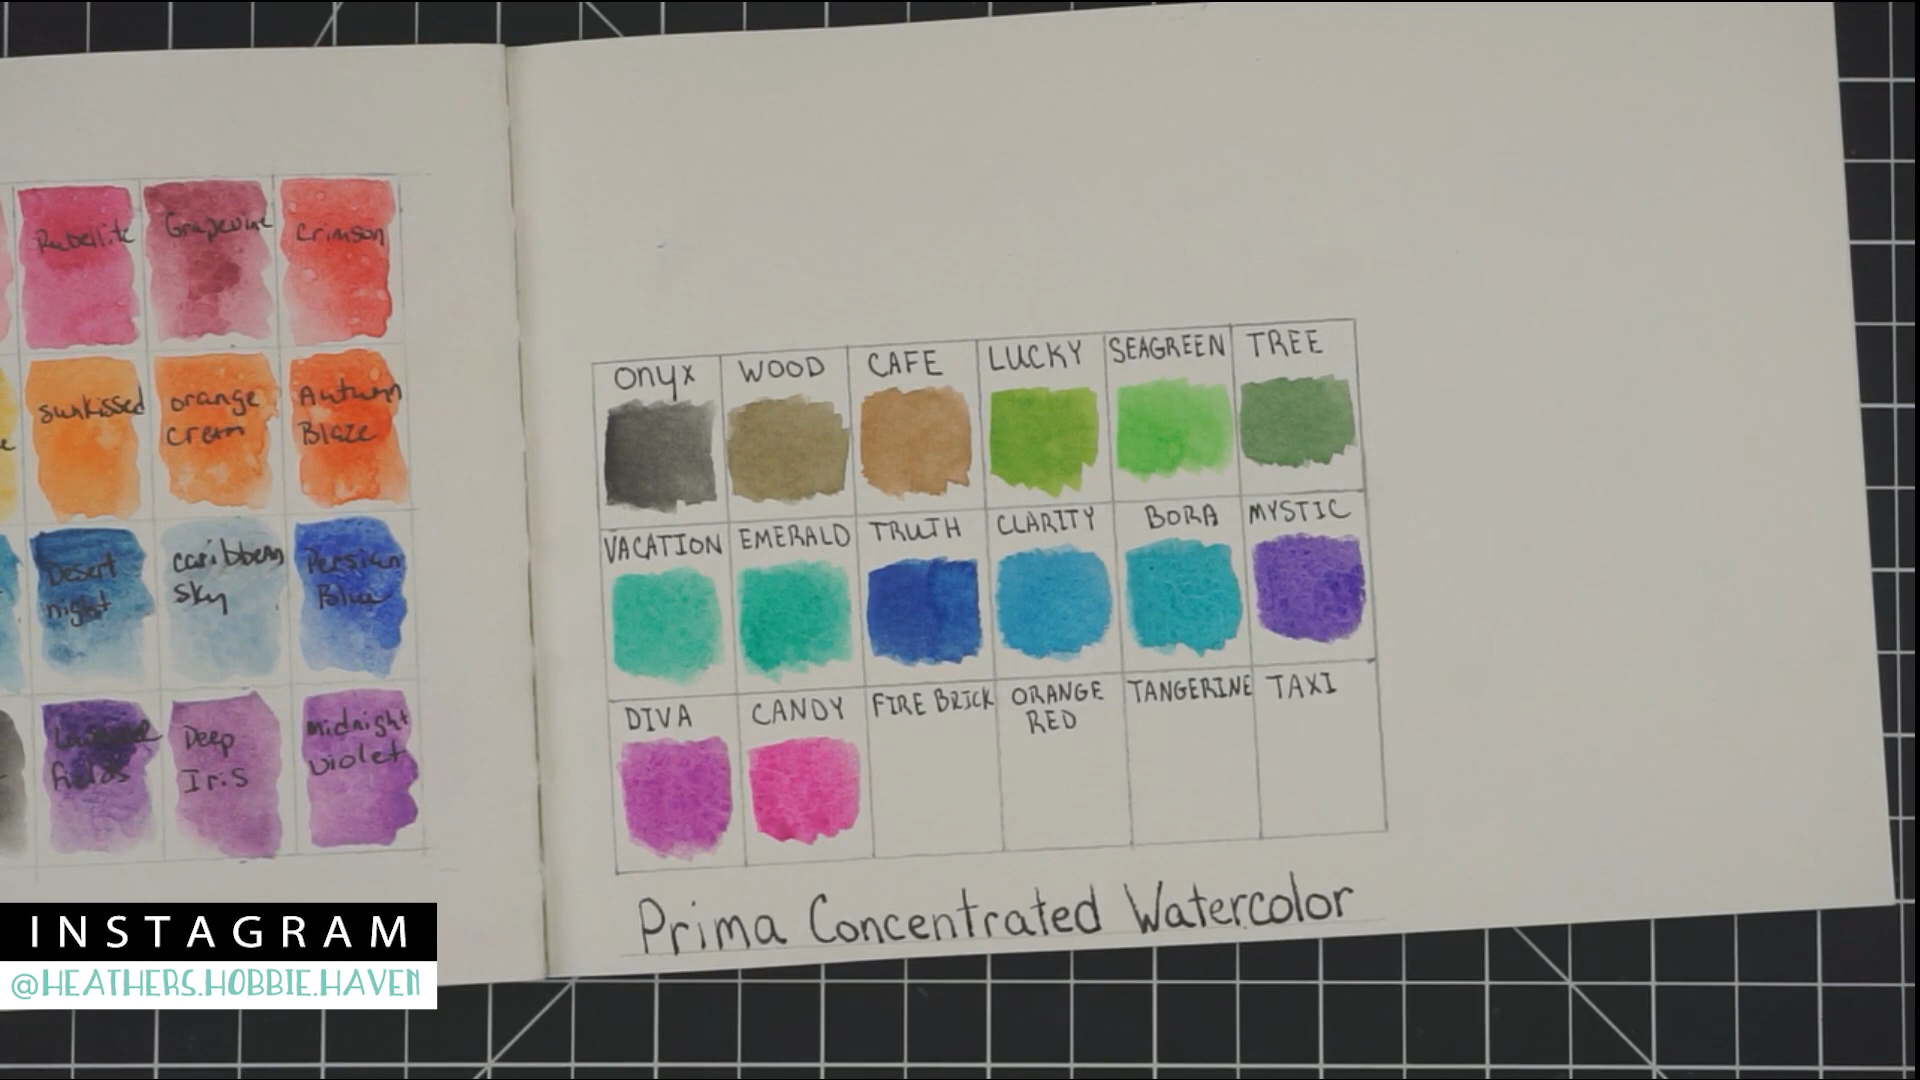 Rubellite
Grapevine
Crimson
sunkissed
orange
Cream
Autumn
Blaze
Desert
night
caribbean
sky
Persian
Blue
fields
Deep
Iris
Midnight
violet
Onyx
WOOD
CAFE
LUCKY
SEAGREEN
TREE
VACATION
EMERALD
TRUTH
CLARITY
BORA
MYSTIC
DIVA
CANDY
FIRE BRICK
ORANGE
RED
TANGERINE
TAXI
Prima Concentrated Watercolor
INSTAGRAM
@HEATHERS.HOBBIE.HAVEN